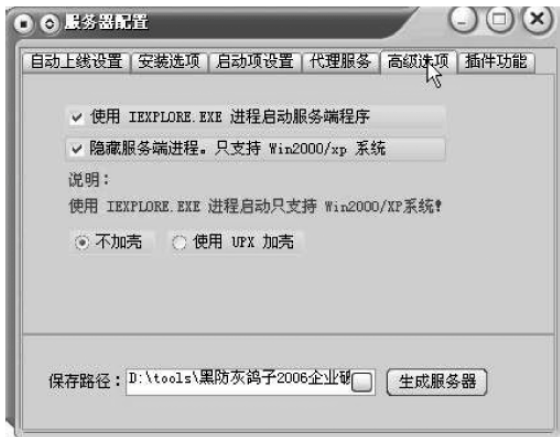 服务器配置
自动上线设置 安装选项 启动项设置 代理服务 高级选项 插件功能
使用 IEXPLORE.EXE 进程启动服务端程序
隐藏服务端进程。只支持 Win2000/xp 系统
说明：
使用 IEXPLORE.EXE 进程启动只支持 Win2000/XP系统!
不加壳 使用 UPX 加壳
保存路径： D:\tools\黑防灰鸽子2006企业破 生成服务器